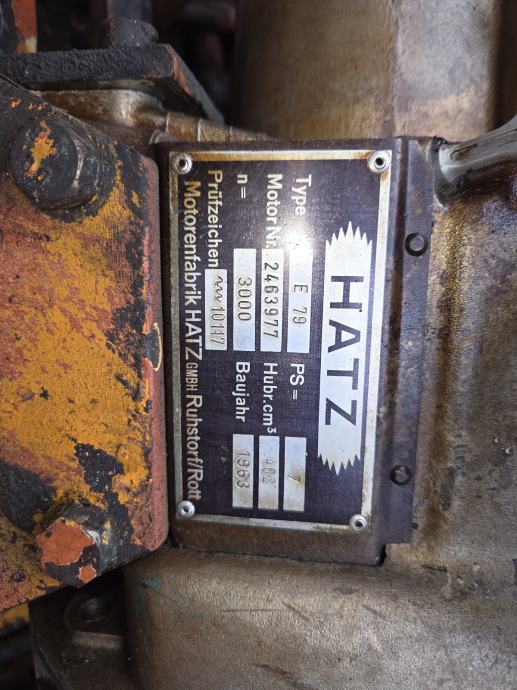 HATZ
Type E 79 PS= 7
Motor Nr. 2463977 Hubr.cm³ 402
n= 3000 Baujahr 1963
Prüfzeichen 10117
Motorenfabrik HATZ GMBH Ruhstorf/Rott